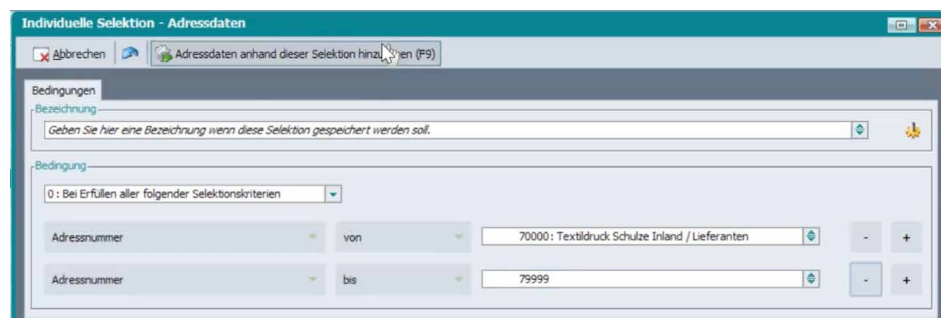 Individuelle Selektion - Adressdaten
Abbrechen Adressdaten anhand dieser Selektion hinzufügen (F9)
Bedingungen
Bezeichnung
Geben Sie hier eine Bezeichnung wenn diese Selektion gespeichert werden soll.
Bedingung
0 : Bei Erfüllen aller folgender Selektionskriterien
Adressnummer von 70000 : Textildruck Schulze Inland / Lieferanten - +
Adressnummer bis 79999 - +